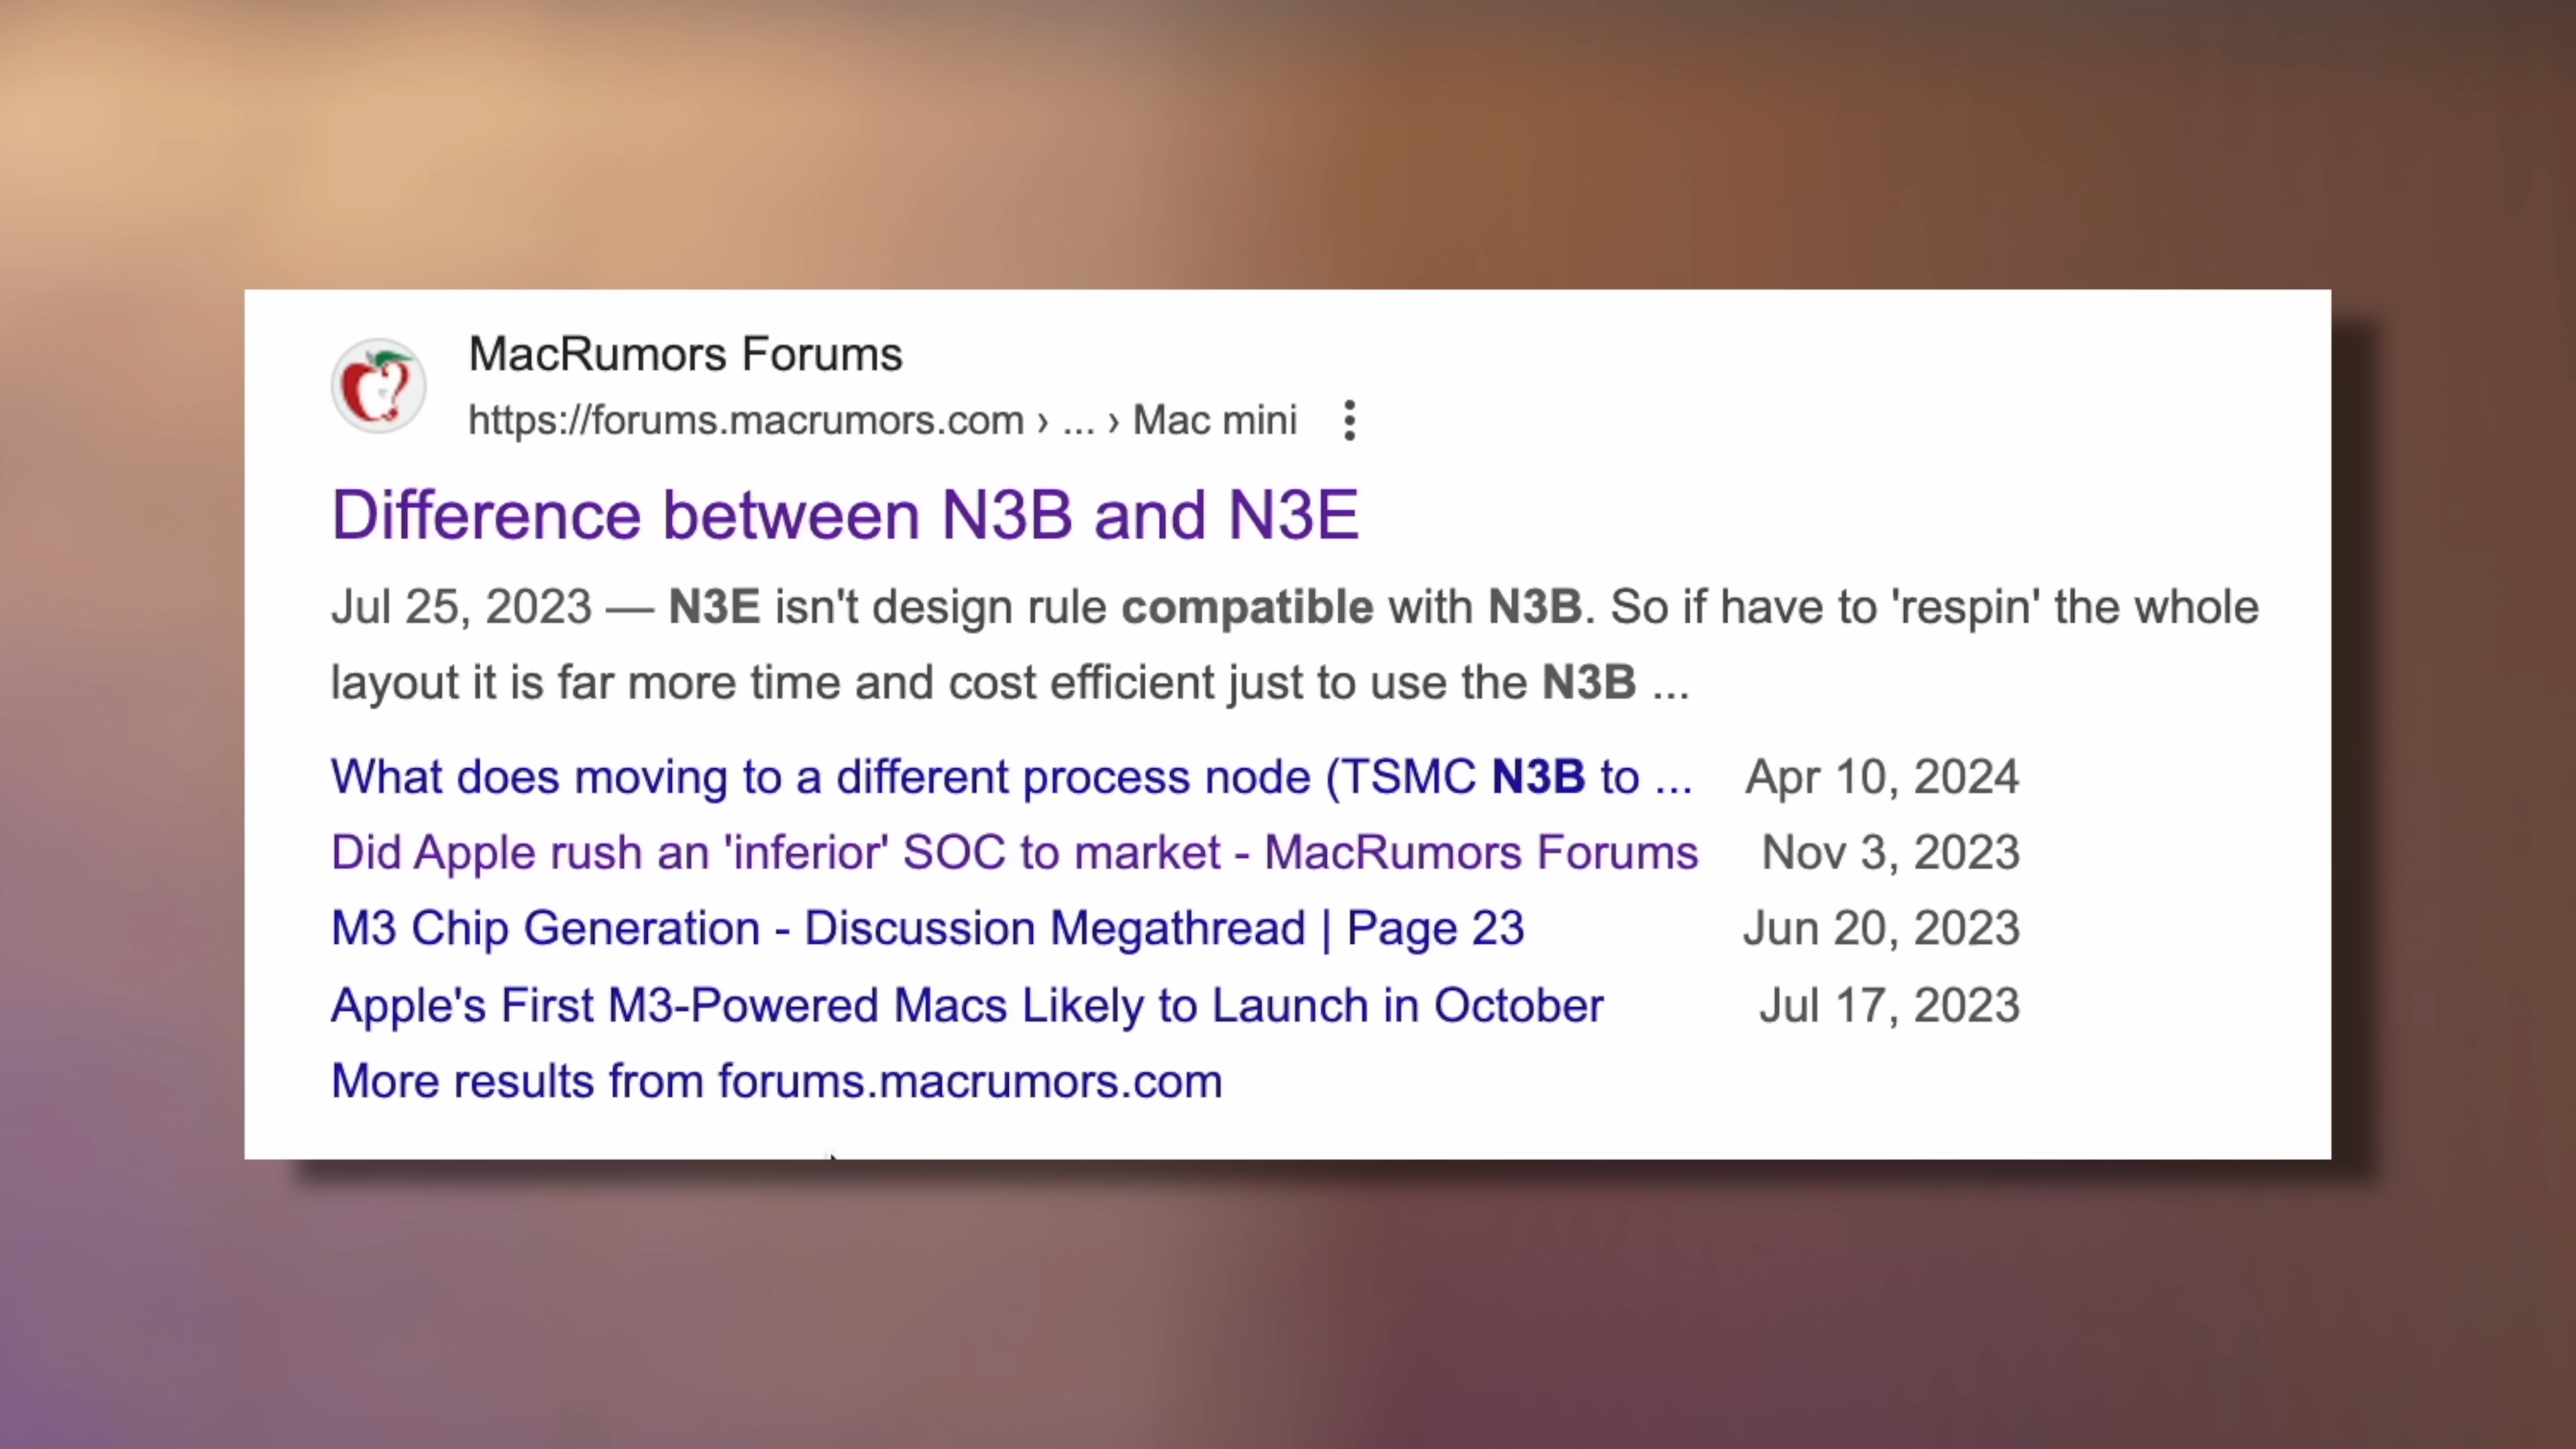 MacRumors Forums
https://forums.macrumors.com › ... › Mac mini
Difference between N3B and N3E
Jul 25, 2023 — N3E isn't design rule compatible with N3B. So if have to 'respin' the whole
layout it is far more time and cost efficient just to use the N3B ...
What does moving to a different process node (TSMC N3B to ... Apr 10, 2024
Did Apple rush an 'inferior' SOC to market - MacRumors Forums Nov 3, 2023
M3 Chip Generation - Discussion Megathread | Page 23 Jun 20, 2023
Apple's First M3-Powered Macs Likely to Launch in October Jul 17, 2023
More results from forums.macrumors.com